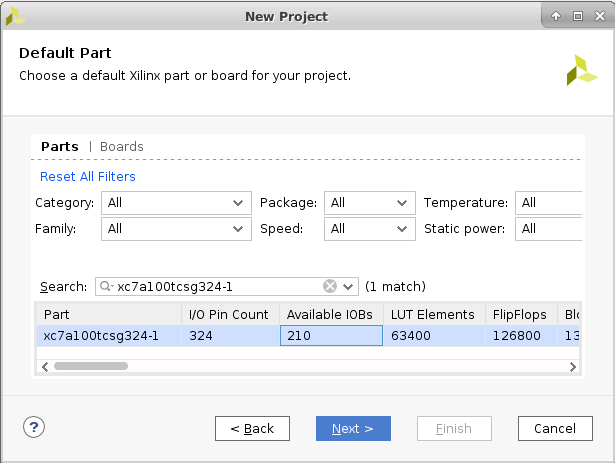 New Project
Default Part
Choose a default Xilinx part or board for your project.
Parts | Boards
Reset All Filters
Category: All Package: All Temperature: All
Family: All Speed: All Static power: All
Search: xc7a100tcsg324-1 (1 match)
Part I/O Pin Count Available IOBs LUT Elements FlipFlops Blo
xc7a100tcsg324-1 324 210 63400 126800 13
? < Back Next > Finish Cancel